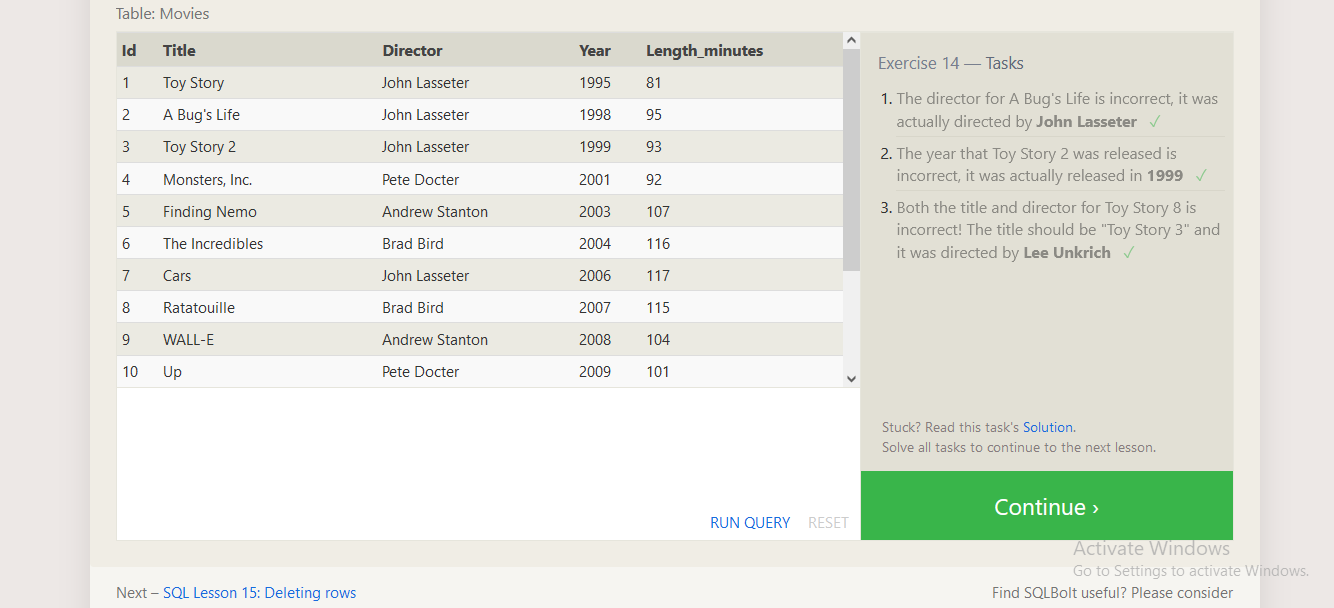 Table: Movies
Id Title Director Year Length_minutes
1 Toy Story John Lasseter 1995 81
2 A Bug's Life John Lasseter 1998 95
3 Toy Story 2 John Lasseter 1999 93
4 Monsters, Inc. Pete Docter 2001 92
5 Finding Nemo Andrew Stanton 2003 107
6 The Incredibles Brad Bird 2004 116
7 Cars John Lasseter 2006 117
8 Ratatouille Brad Bird 2007 115
9 WALL-E Andrew Stanton 2008 104
10 Up Pete Docter 2009 101
RUN QUERY RESET
Exercise 14 — Tasks
1. The director for A Bug's Life is incorrect, it was
actually directed by John Lasseter ✓
2. The year that Toy Story 2 was released is
incorrect, it was actually released in 1999 ✓
3. Both the title and director for Toy Story 8 is
incorrect! The title should be "Toy Story 3" and
it was directed by Lee Unkrich ✓
Stuck? Read this task's Solution.
Solve all tasks to continue to the next lesson.
Continue ›
Activate Windows
Go to Settings to activate Windows.
Next – SQL Lesson 15: Deleting rows
Find SQLBolt useful? Please consider